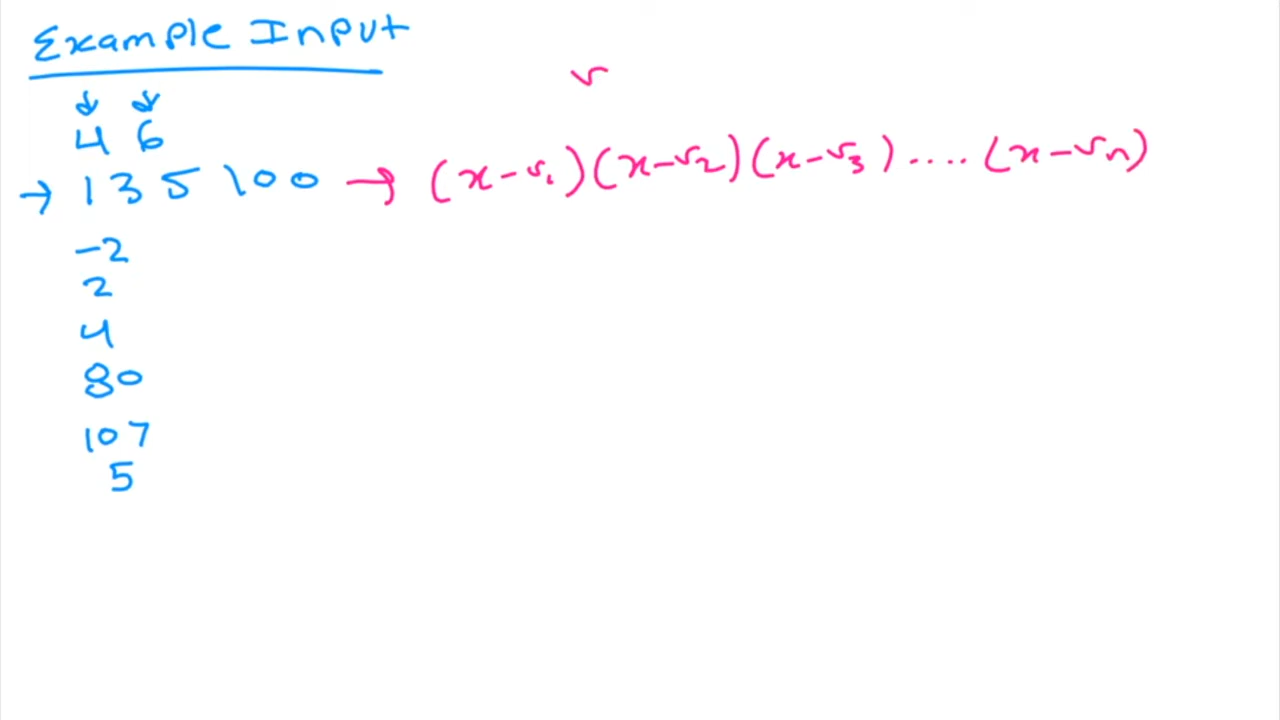 Example Input
r
4 6
→ 1 3 5 100 → (x-r₁)(x-r₂)(x-r₃)....(x-rₙ)
-2
2
4
80
107
5